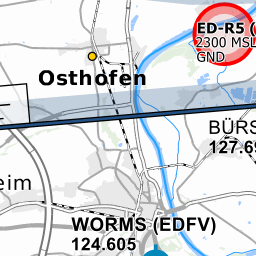 ED-R5 (
2300 MSL
GND
Osthofen
BÜRS
127.69
eim
WORMS (EDFV)
124.605